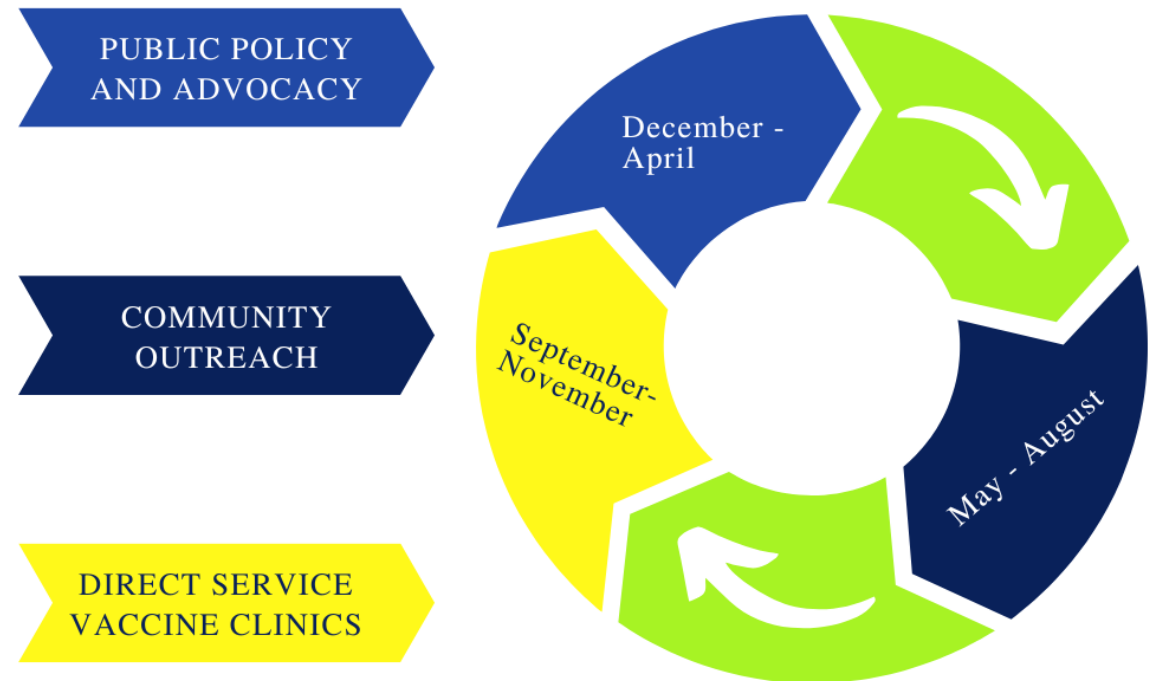 PUBLIC POLICY
AND ADVOCACY
COMMUNITY
OUTREACH
DIRECT SERVICE
VACCINE CLINICS
December -
April
May - August
September-
November